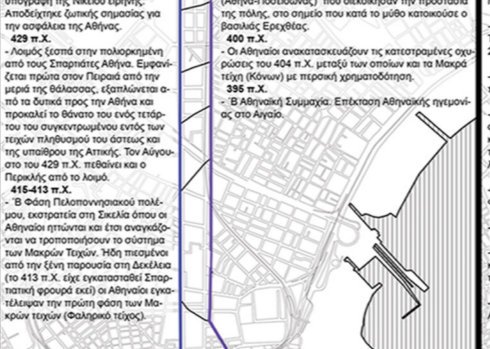 υπογραφή της Νικείου ειρήνης.
Αποδείχτηκε ζωτικής σημασίας για
την ασφάλεια της Αθήνας.
429 π.Χ.
- Λοιμός ξεσπά στην πολιορκημένη
από τους Σπαρτιάτες Αθήνα. Εμφανί-
ζεται πρώτα στον Πειραιά από την
μεριά της θάλασσας, εξαπλώνεται α-
πό τα δυτικά προς την Αθήνα και
προκαλεί το θάνατο του ενός τετάρ-
του του συγκεντρωμένου εντός των
τειχών πληθυσμού του άστεως και
της υπαίθρου της Αττικής. Τον Αύγου-
στο του 429 π.Χ. πεθαίνει και ο
Περικλής από το λοιμό.
415-413 π.Χ.
- ¨Β Φάση Πελοποννησιακού πολέ-
μου, εκστρατεία στη Σικελία όπου οι
Αθηναίοι ηττώνται και έτσι αναγκάζο-
νται να τροποποιήσουν το σύστημα
των Μακρών Τειχών. Ήδη πιεσμένοι
από την ξένη παρουσία στη Δεκέλεια
(το 413 π.Χ. είχε εγκατασταθεί Σπαρ-
τιατική φρουρά εκεί) οι Αθηναίοι εγκα-
τέλειψαν την πρώτη φάση των Μα-
κρών τειχών (Φαληρικό τείχος).
(Αθηνά-Ποσειδώνας) που διεκδίκησαν την προστασία
της πόλης, στο σημείο που κατά το μύθο κατοικούσε ο
βασιλιάς Ερεχθέας.
400 π.Χ.
- Οι Αθηναίοι ανακατασκευάζουν τις κατεστραμένες οχυ-
ρώσεις του 404 π.Χ. μεταξύ των οποίων και τα Μακρά
τείχη (Κόνων) με περσική χρηματοδότηση.
395 π.Χ.
- ¨Β Αθηναϊκή Συμμαχία. Επέκταση Αθηναϊκής ηγεμονί-
ας στο Αιγαίο.